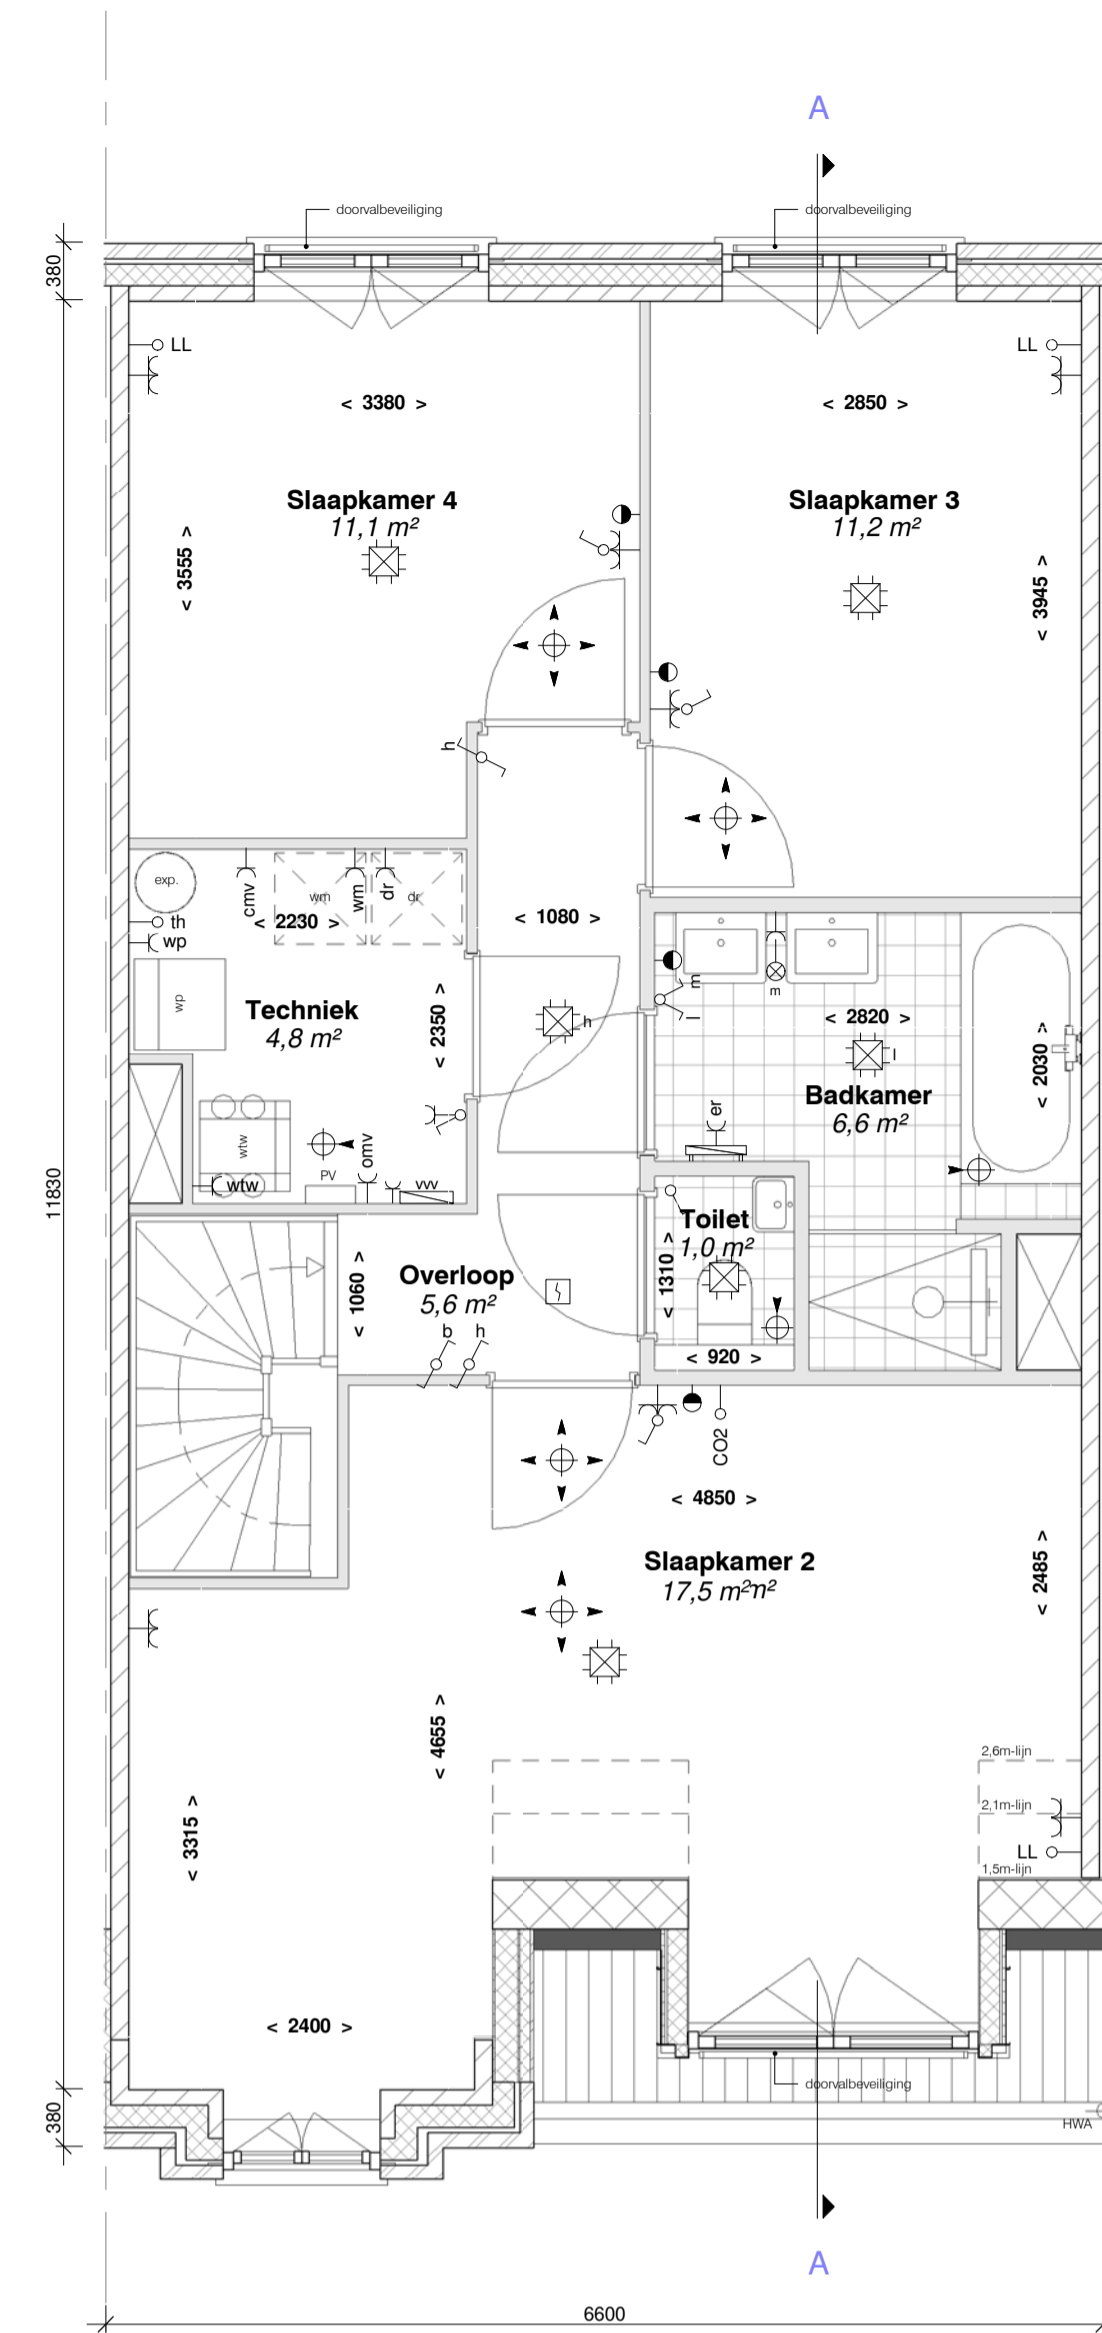 A
doorvalbeveiliging
doorvalbeveiliging
380
LL
LL
< 3380 >
< 2850 >
Slaapkamer 4
11,1 m²
Slaapkamer 3
11,2 m²
< 3555 >
< 3945 >
h
exp.
cmv
wm
wm
dr
dr
th
wp
< 2230 >
< 1080 >
wp
Techniek
4,8 m²
< 2350 >
h
m
l
m
< 2820 >
l
Badkamer
6,6 m²
< 2030 >
er
wtw
wtw
PV
omv
vvv
11830
Toilet
1,0 m²
< 1310 >
< 920 >
Overloop
5,6 m²
< 1060 >
b
h
CO2
< 4850 >
Slaapkamer 2
17,5 m²m²
< 2485 >
< 4655 >
2,6m-lijn
2,1m-lijn
LL
1,5m-lijn
< 3315 >
< 2400 >
doorvalbeveiliging
380
HWA
A
6600